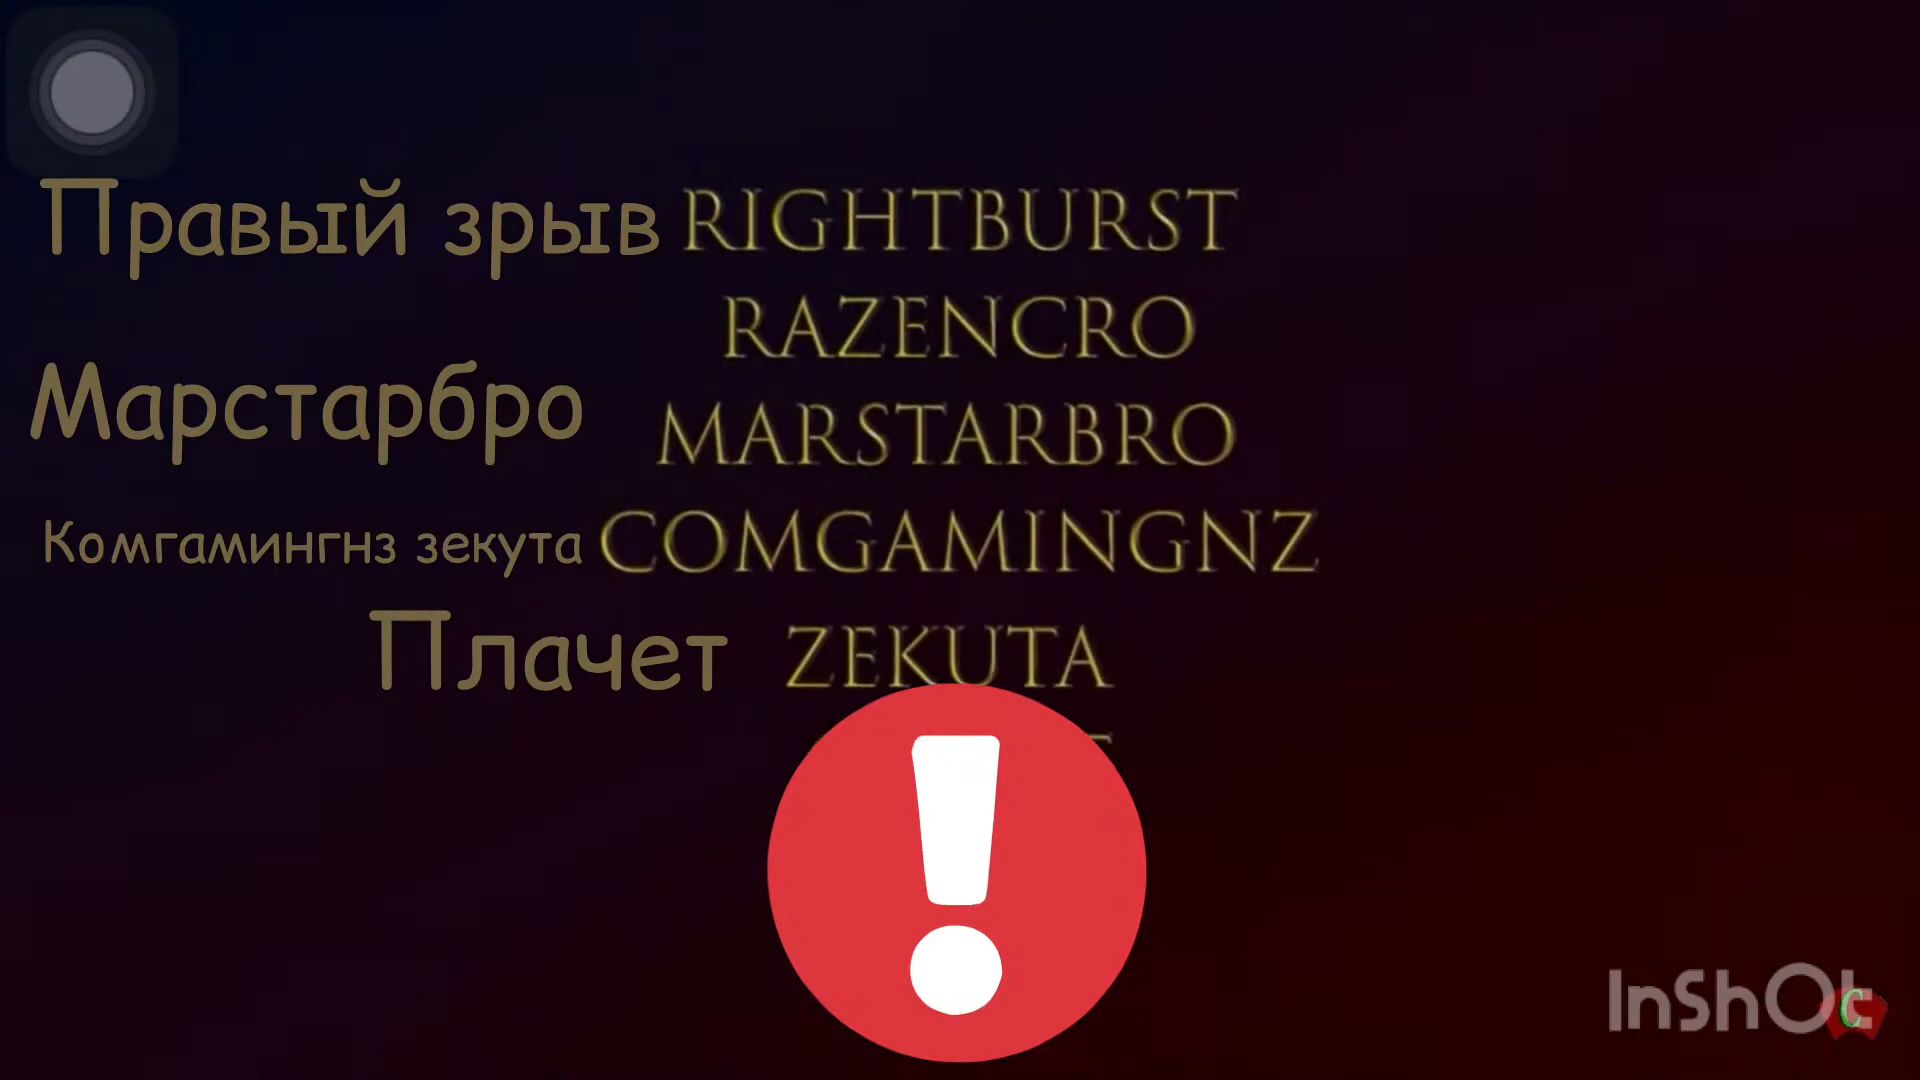 Правый зрыв RIGHTBURST
RAZENCRO
Марстарбро MARSTARBRO
Комгамингнз зекута COMGAMINGNZ
Плачет ZEKUTA
InShOt
C